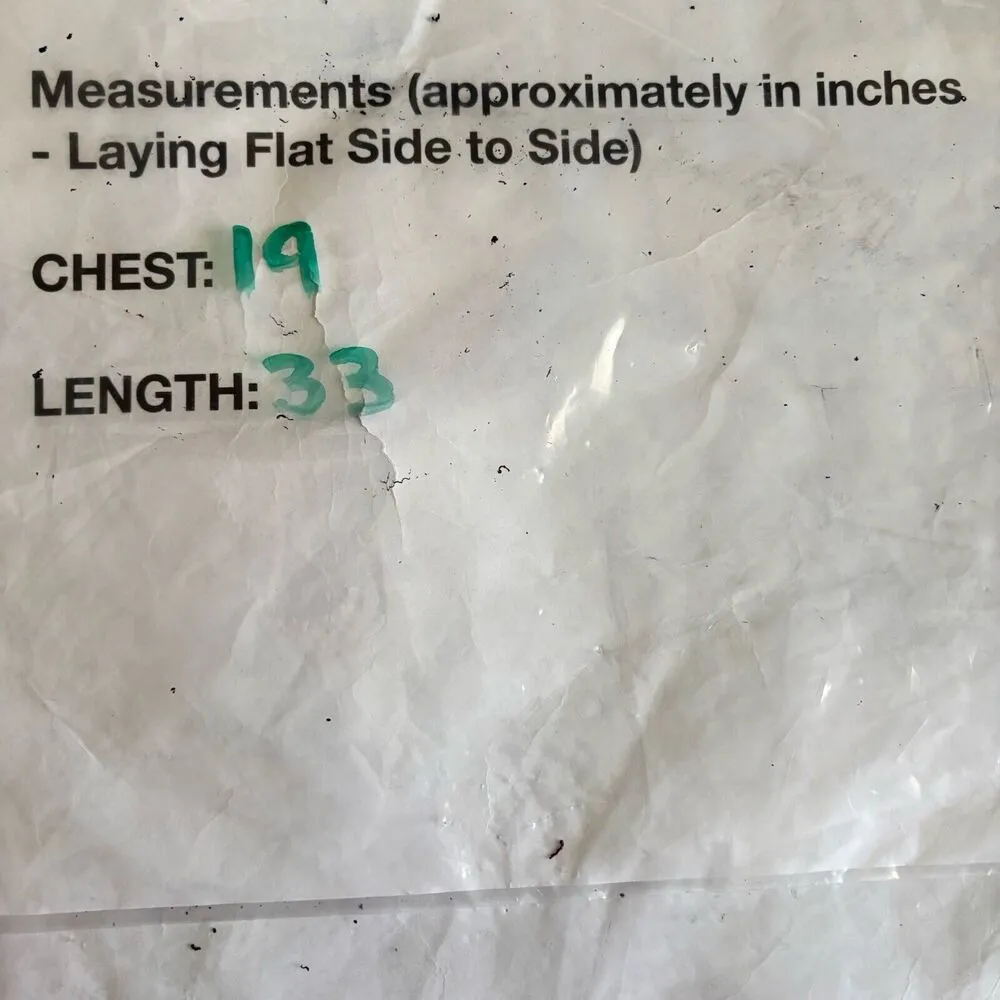 Measurements (approximately in inches.
- Laying Flat Side to Side)
CHEST: 19
LENGTH: 33